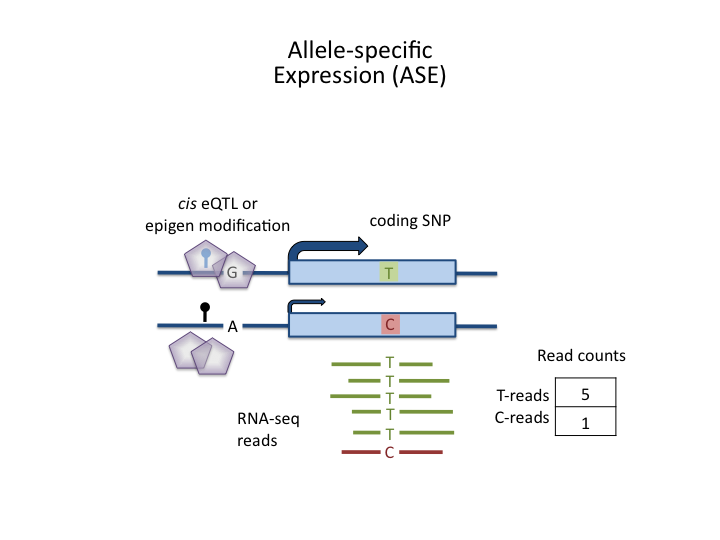 Allele-specific
Expression (ASE)
cis eQTL or
epigen modification
coding SNP
G
T
A
C
Read counts
T-reads 5
C-reads 1
RNA-seq
reads
T
T
T
T
T
C